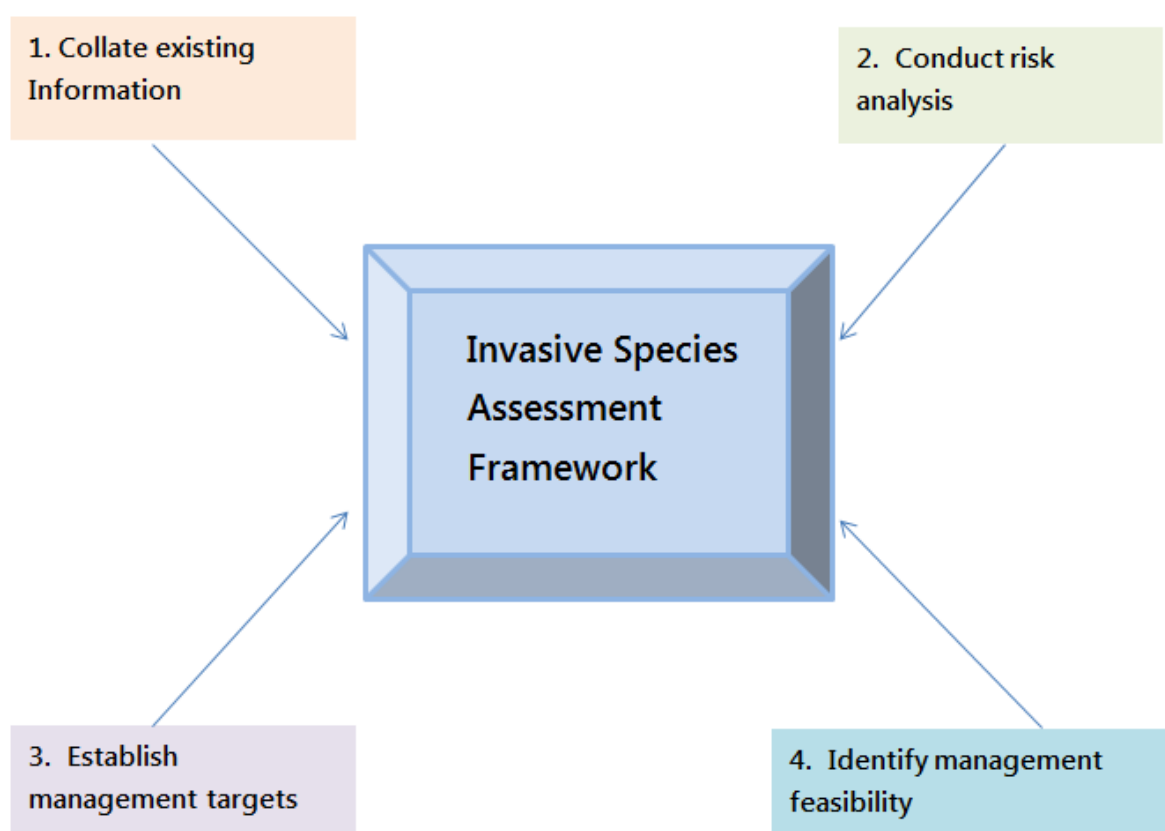 1. Collate existing
Information
2. Conduct risk
analysis
Invasive Species
Assessment
Framework
3. Establish
management targets
4. Identify management
feasibility